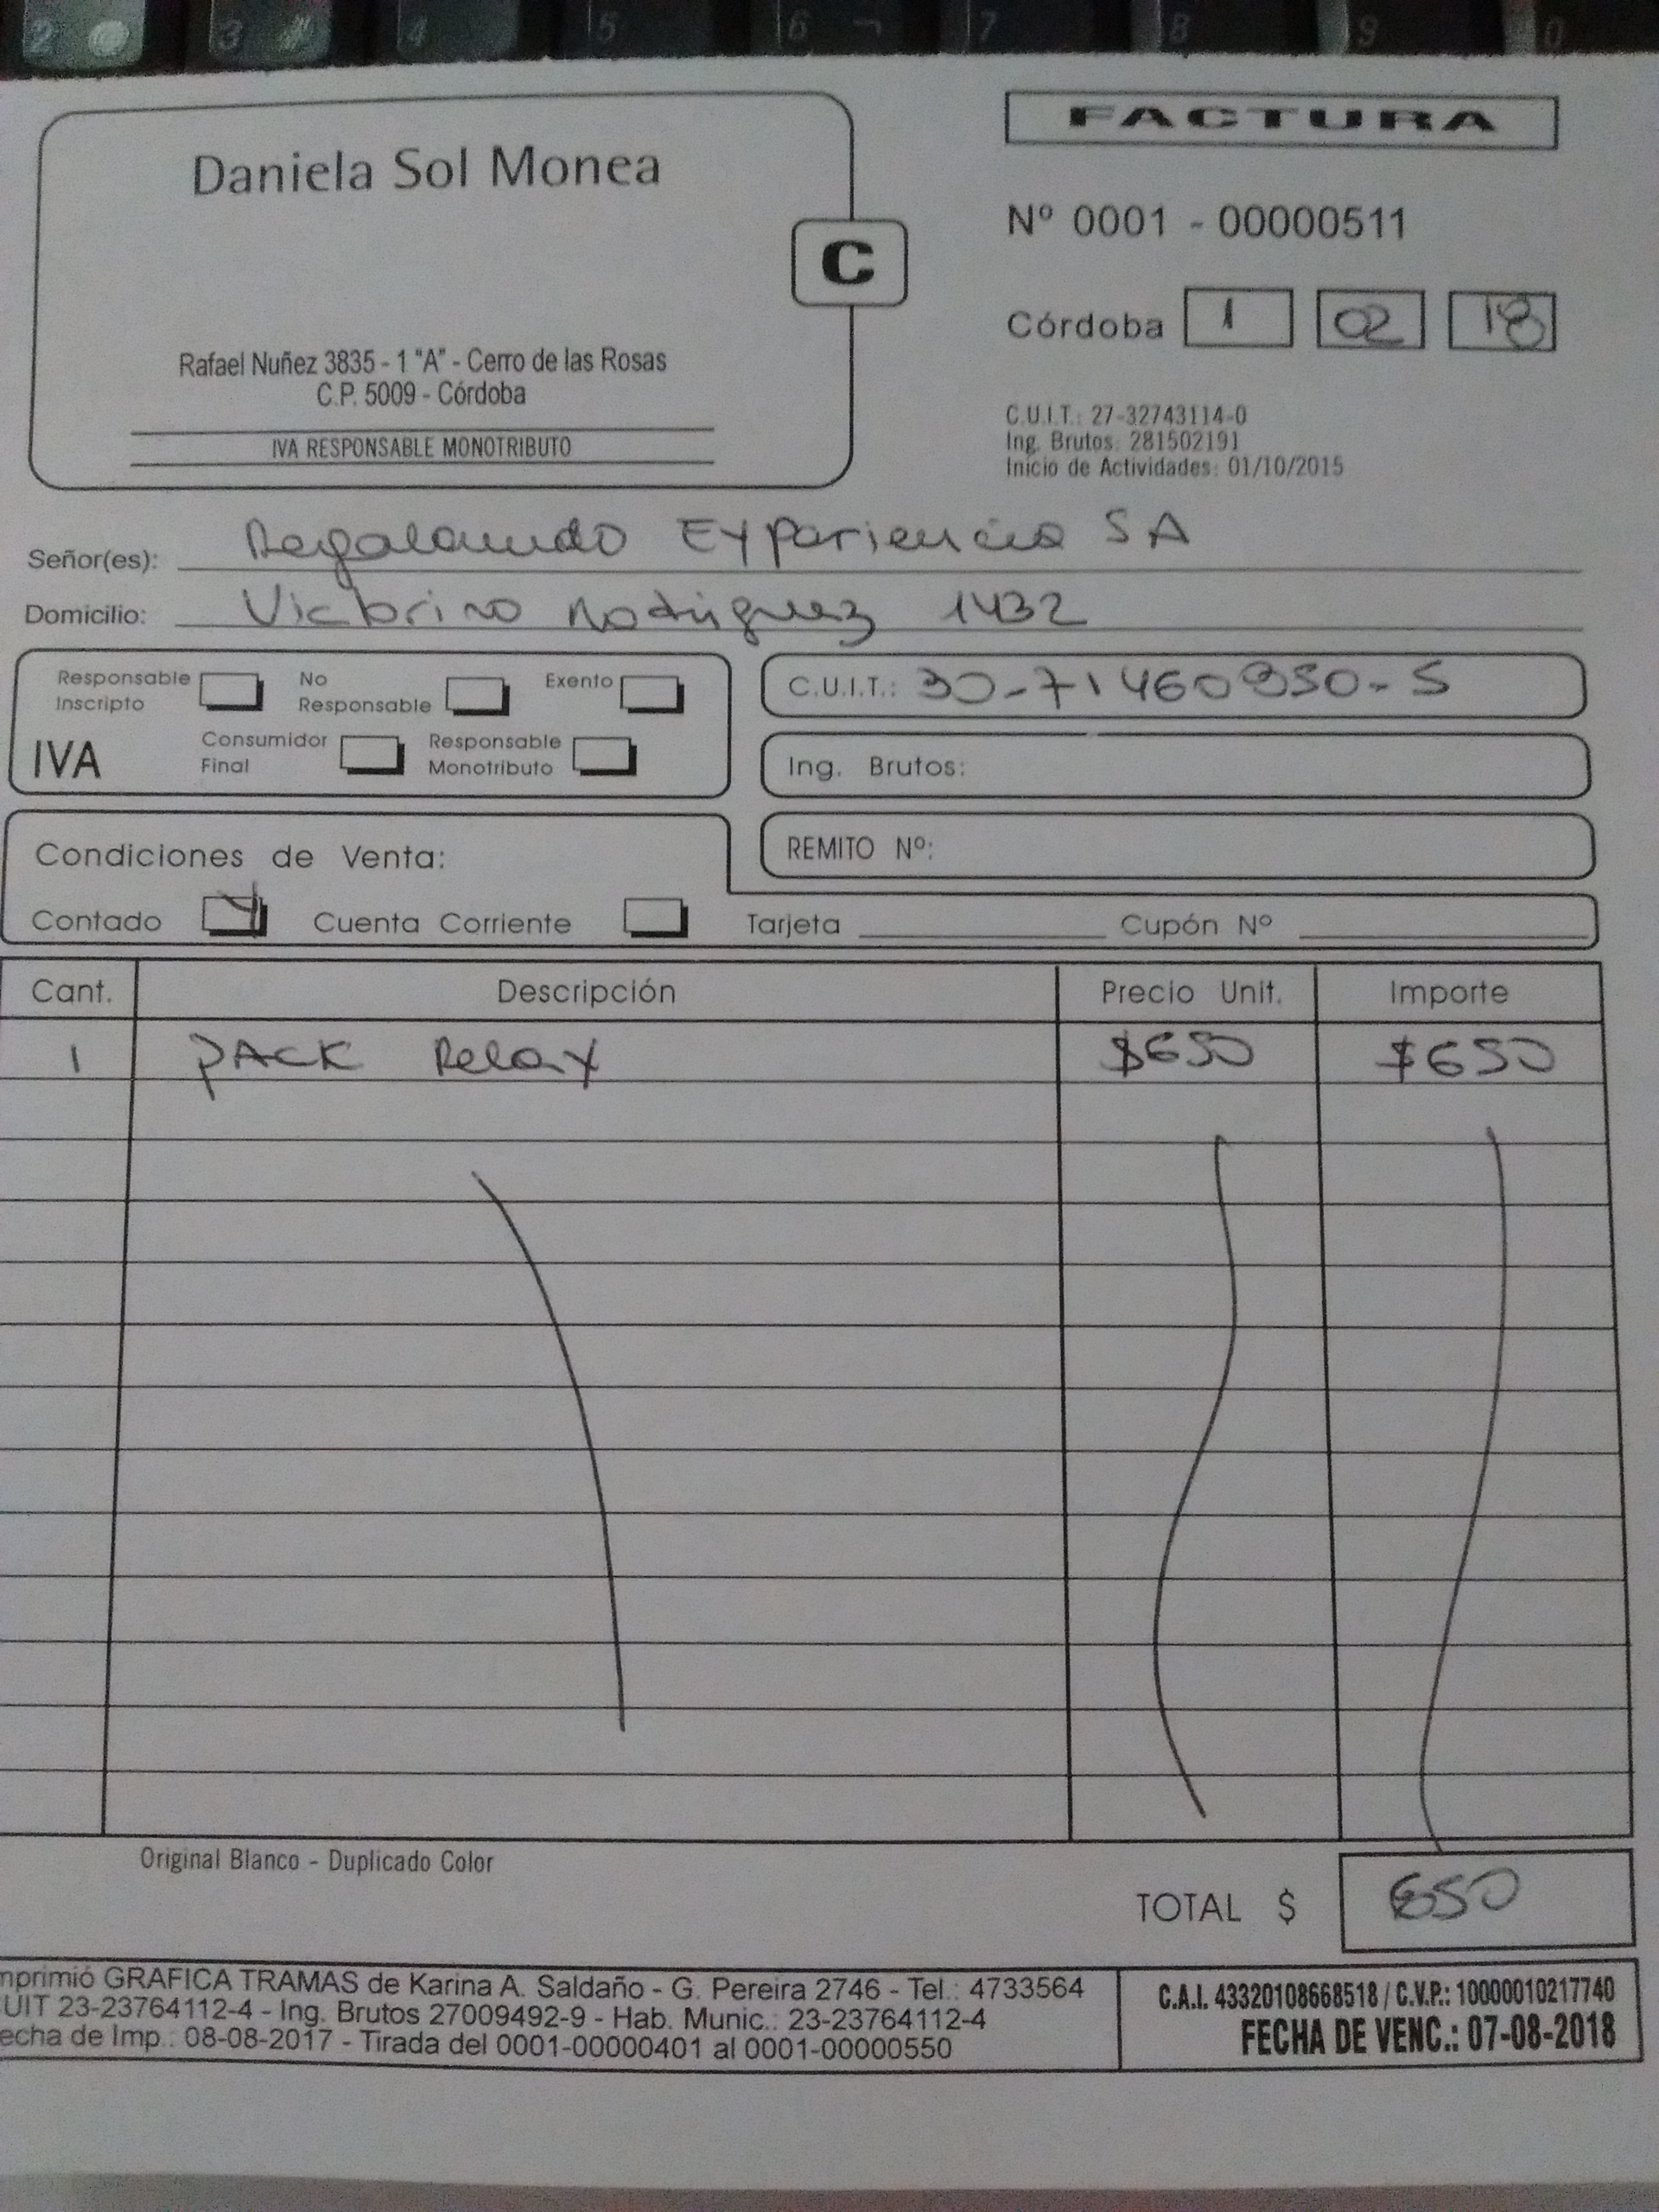 2 @ 3 # 4 5 6 ¬ 7 8 9 0
Daniela Sol Monea
Rafael Nuñez 3835 - 1 "A" - Cerro de las Rosas
C.P. 5009 - Córdoba
IVA RESPONSABLE MONOTRIBUTO
C
FACTURA
Nº 0001 - 00000511
Córdoba 1 02 18
C.U.I.T.: 27-32743114-0
Ing. Brutos: 281502191
Inicio de Actividades: 01/10/2015
Señor(es): Regalando Experiencia SA
Domicilio: Victorino Rodriguez 1432
Responsable Inscripto No Responsable Exento
IVA Consumidor Final Responsable Monotributo
C.U.I.T.: 30-71460950-5
Ing. Brutos:
REMITO Nº:
Condiciones de Venta:
Contado Cuenta Corriente Tarjeta Cupón Nº
Cant. Descripción Precio Unit. Importe
1 PACK Relax $650 $650
Original Blanco - Duplicado Color
TOTAL $ 650
mprimió GRAFICA TRAMAS de Karina A. Saldaño - G. Pereira 2746 - Tel.: 4733564
UIT 23-23764112-4 - Ing. Brutos 27009492-9 - Hab. Munic.: 23-23764112-4
echa de Imp.: 08-08-2017 - Tirada del 0001-00000401 al 0001-00000550
C.A.I. 43320108668518 / C.V.P.: 10000010217740
FECHA DE VENC.: 07-08-2018